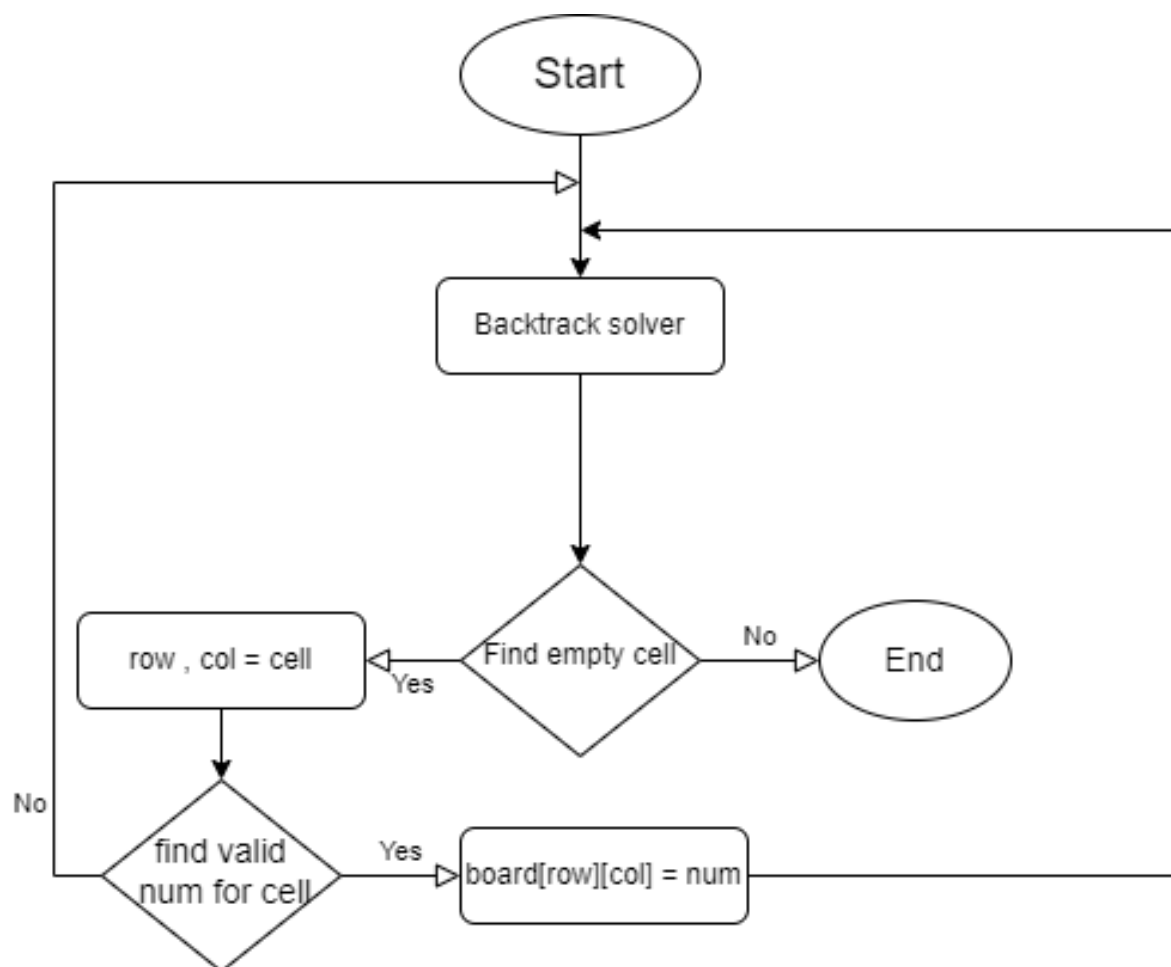 Start
Backtrack solver
Find empty cell
No
End
Yes
row , col = cell
No
find valid
num for cell
Yes
board[row][col] = num